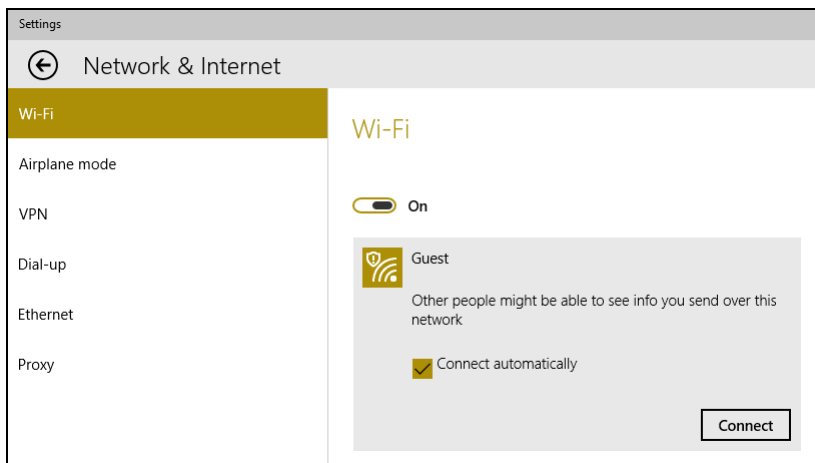 Settings
Network & Internet
Wi-Fi
Airplane mode
VPN
Dial-up
Ethernet
Proxy
Wi-Fi
On
Guest
Other people might be able to see info you send over this
network
Connect automatically
Connect